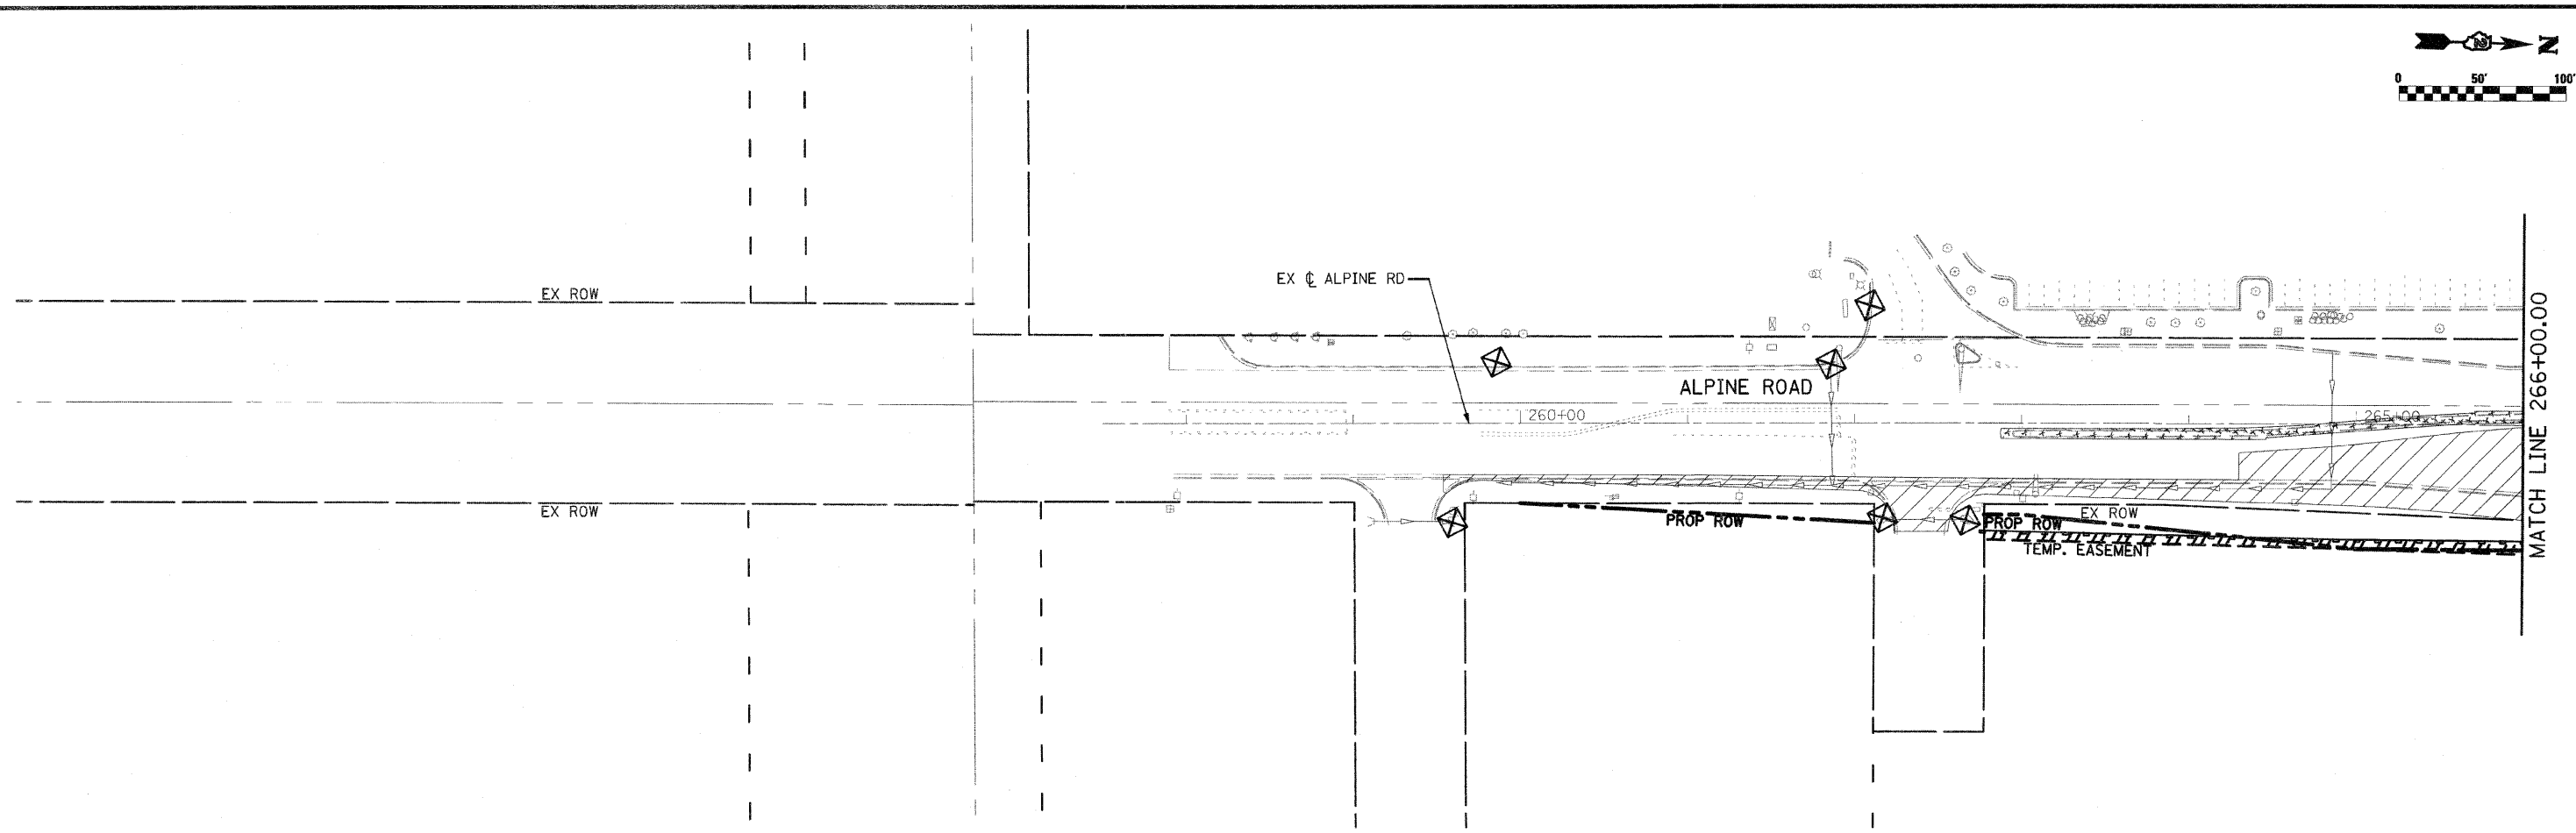 N
0 50' 100'
EX ROW
EX ℄ ALPINE RD
ALPINE ROAD
260+00
265+00
MATCH LINE 266+00.00
EX ROW
PROP ROW
PROP ROW
EX ROW
TEMP. EASEMENT